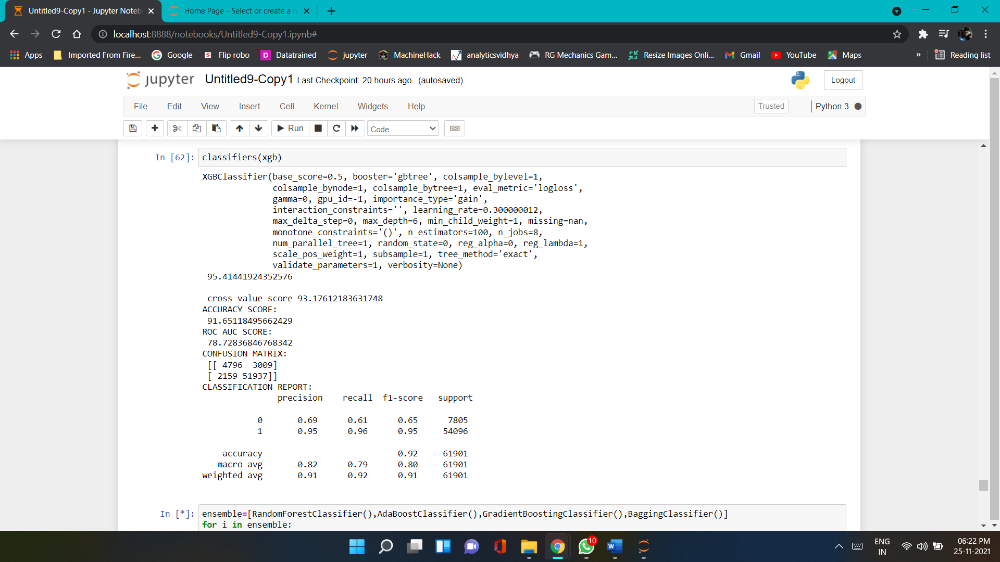 Untitled9-Copy1 - Jupyter Noteb
Home Page - Select or create a n
localhost:8888/notebooks/Untitled9-Copy1.ipynb#
Apps Imported From Fire... Google Flip robo Datatrained jupyter MachineHack analyticsvidhya RG Mechanics Gam... Resize Images Onli... Gmail YouTube Maps » Reading list
jupyter Untitled9-Copy1 Last Checkpoint: 20 hours ago (autosaved) Logout
File Edit View Insert Cell Kernel Widgets Help Trusted Python 3
Run Code
In [62]: classifiers(xgb)
XGBClassifier(base_score=0.5, booster='gbtree', colsample_bylevel=1,
colsample_bynode=1, colsample_bytree=1, eval_metric='logloss',
gamma=0, gpu_id=-1, importance_type='gain',
interaction_constraints='', learning_rate=0.300000012,
max_delta_step=0, max_depth=6, min_child_weight=1, missing=nan,
monotone_constraints='()', n_estimators=100, n_jobs=8,
num_parallel_tree=1, random_state=0, reg_alpha=0, reg_lambda=1,
scale_pos_weight=1, subsample=1, tree_method='exact',
validate_parameters=1, verbosity=None)
95.41441924352576
cross value score 93.17612183631748
ACCURACY SCORE:
91.65118495662429
ROC AUC SCORE:
78.72836846768342
CONFUSION MATRIX:
[[ 4796 3009]
[ 2159 51937]]
CLASSIFICATION REPORT:
precision recall f1-score support
0 0.69 0.61 0.65 7805
1 0.95 0.96 0.95 54096
accuracy 0.92 61901
macro avg 0.82 0.79 0.80 61901
weighted avg 0.91 0.92 0.91 61901
In [*]: ensemble=[RandomForestClassifier(),AdaBoostClassifier(),GradientBoostingClassifier(),BaggingClassifier()]
for i in ensemble:
10
W
ENG
IN
06:22 PM
25-11-2021